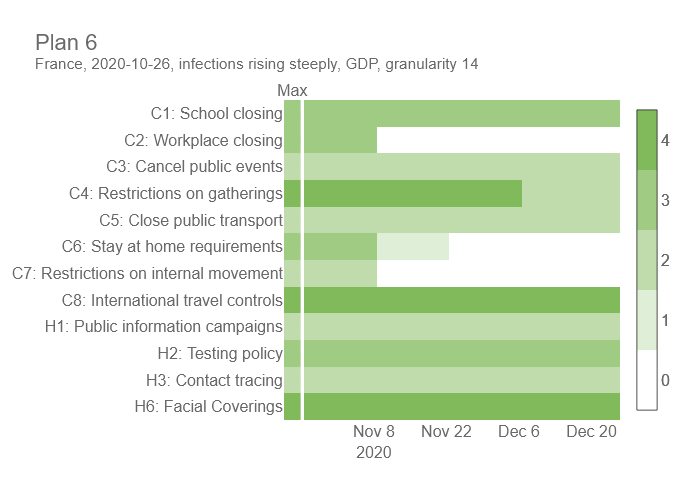 Plan 6
France, 2020-10-26, infections rising steeply, GDP, granularity 14
Max
C1: School closing
C2: Workplace closing
C3: Cancel public events
C4: Restrictions on gatherings
C5: Close public transport
C6: Stay at home requirements
C7: Restrictions on internal movement
C8: International travel controls
H1: Public information campaigns
H2: Testing policy
H3: Contact tracing
H6: Facial Coverings
Nov 8 Nov 22 Dec 6 Dec 20
2020
4
3
2
1
0